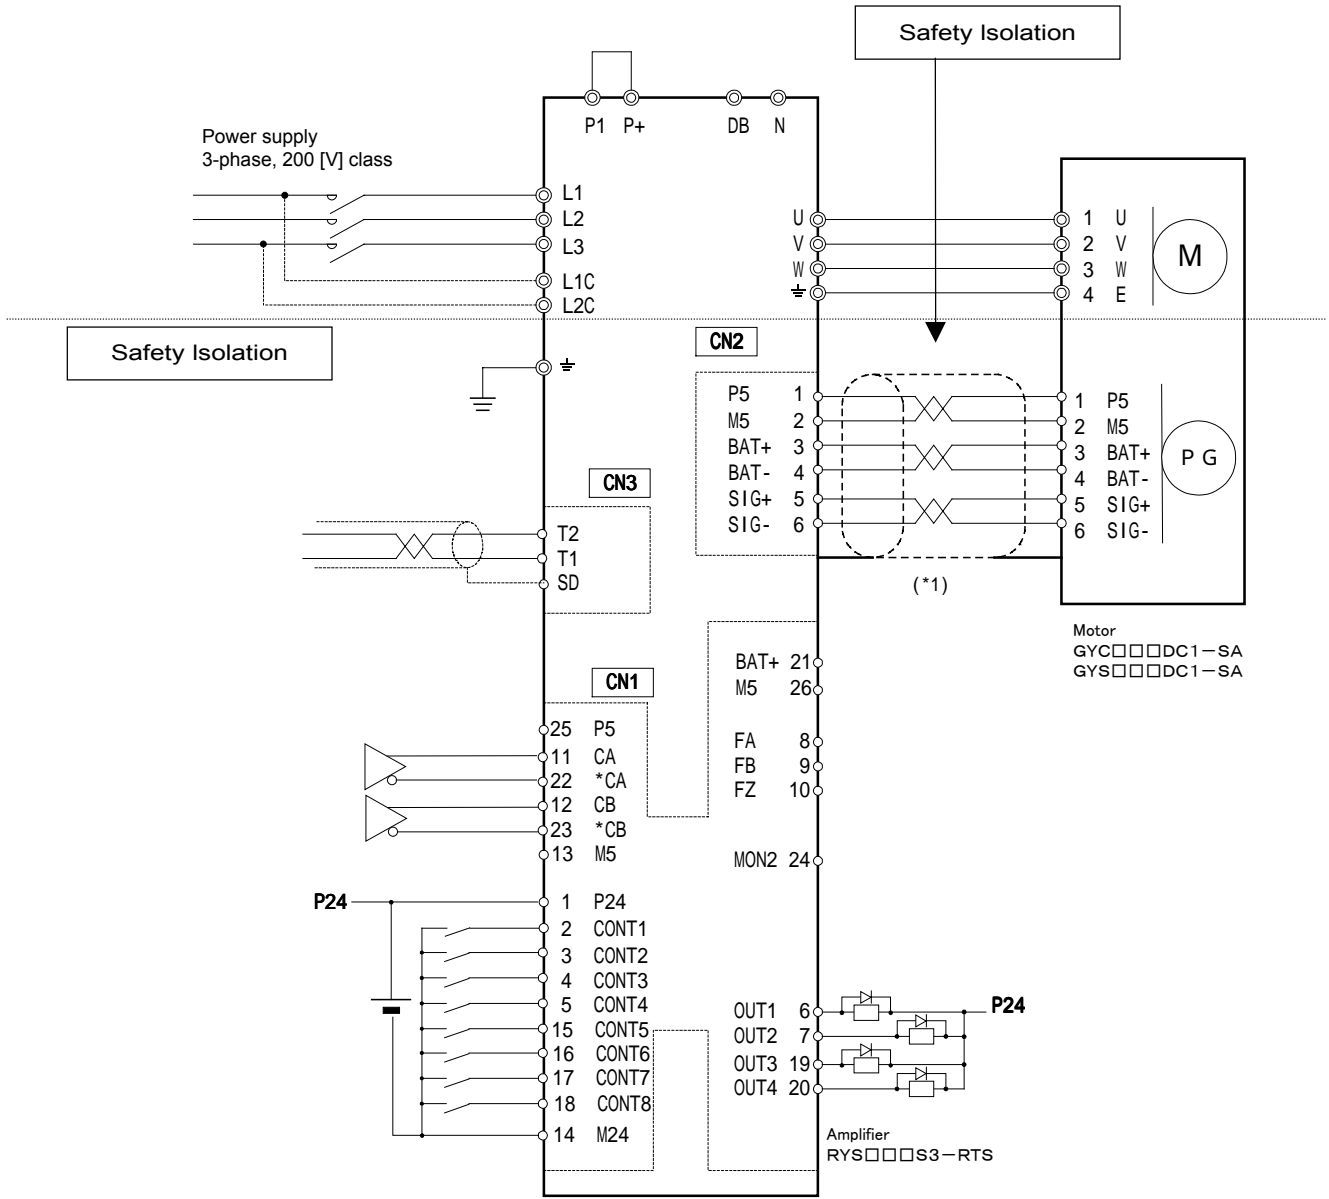 Safety Isolation
P1 P+ DB N
Power supply
3-phase, 200 [V] class
L1
L2
L3
L1C
L2C
U
V
W
1 U
2 V
3 W
4 E
M
Safety Isolation
CN2
P5 1
M5 2
BAT+ 3
BAT- 4
SIG+ 5
SIG- 6
1 P5
2 M5
3 BAT+
4 BAT-
5 SIG+
6 SIG-
P G
(*1)
CN3
T2
T1
SD
Motor
GYC□□□DC1-SA
GYS□□□DC1-SA
CN1
BAT+ 21
M5 26
FA 8
FB 9
FZ 10
MON2 24
25 P5
11 CA
22 *CA
12 CB
23 *CB
13 M5
P24
1 P24
2 CONT1
3 CONT2
4 CONT3
5 CONT4
15 CONT5
16 CONT6
17 CONT7
18 CONT8
14 M24
OUT1 6
OUT2 7
OUT3 19
OUT4 20
P24
Amplifier
RYS□□□S3-RTS